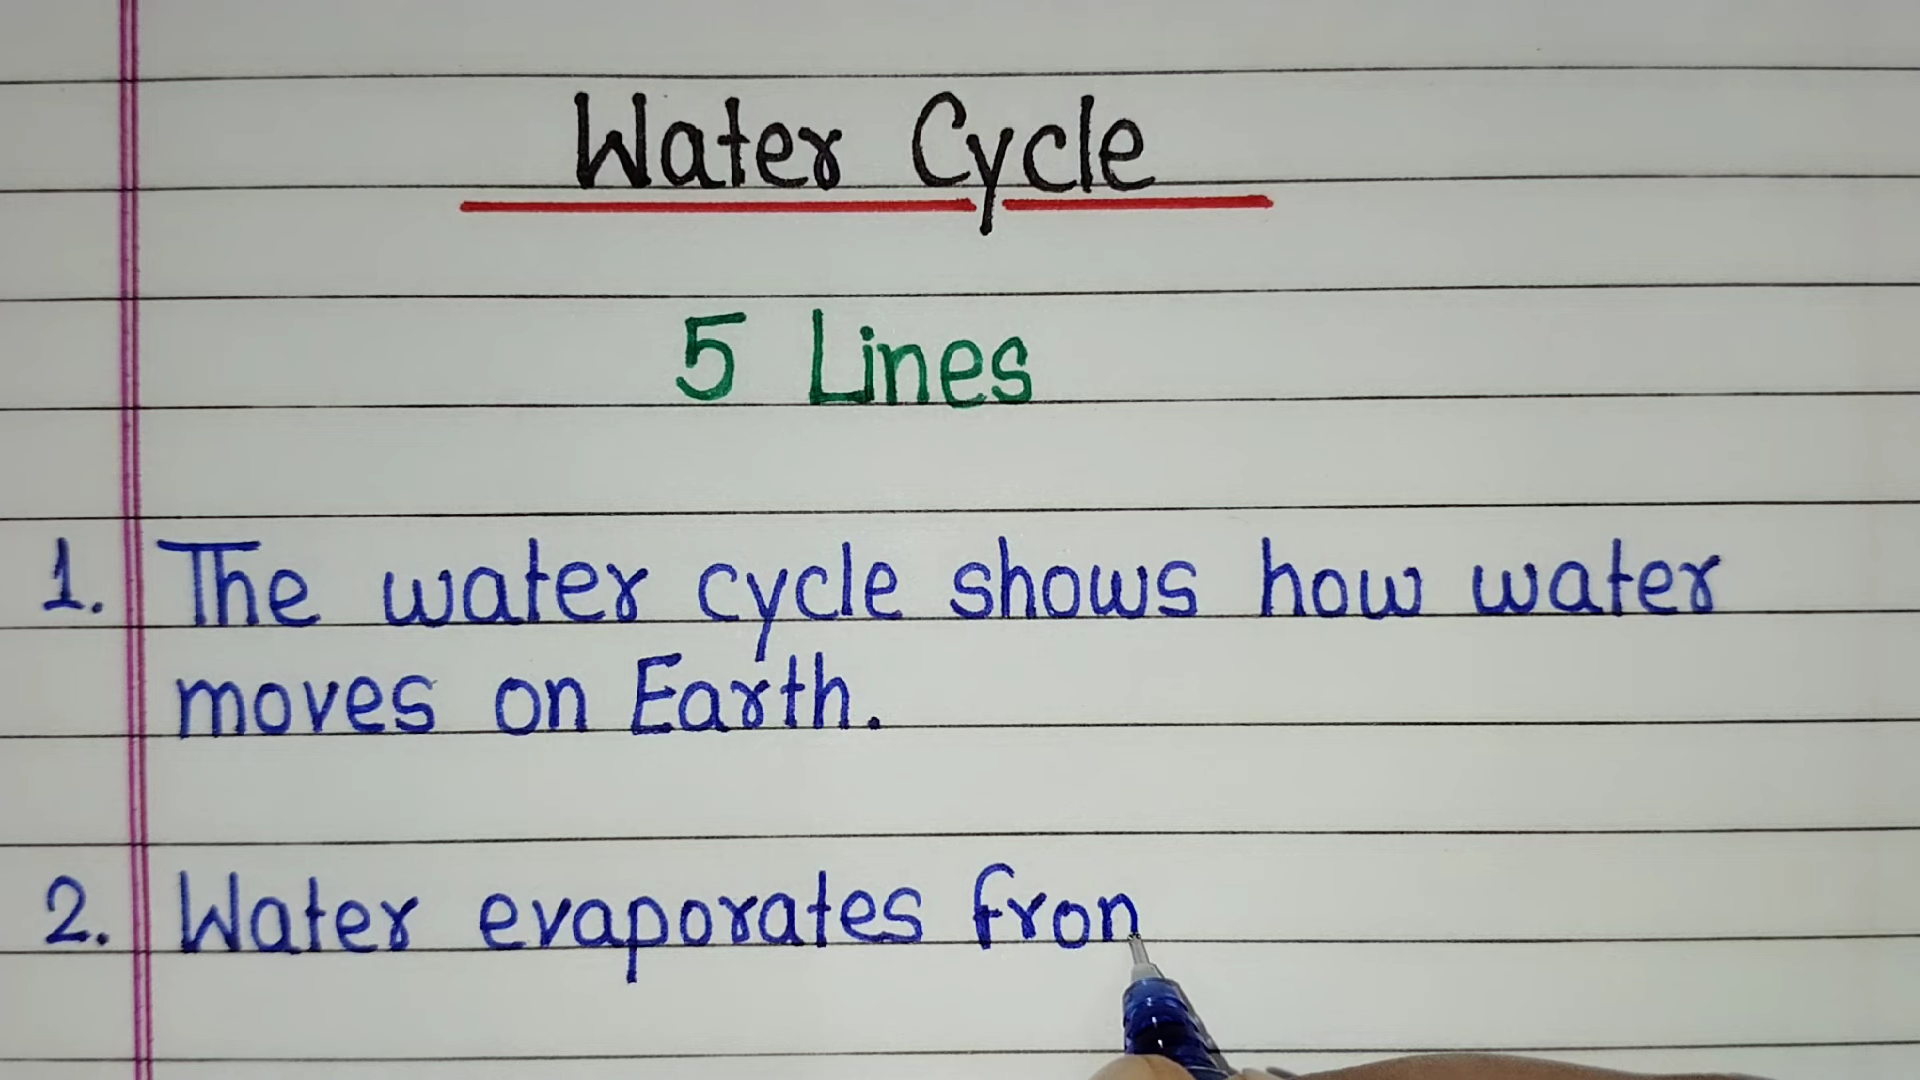 Water Cycle
5 Lines
1. The water cycle shows how water
moves on Earth.
2. Water evaporates fron